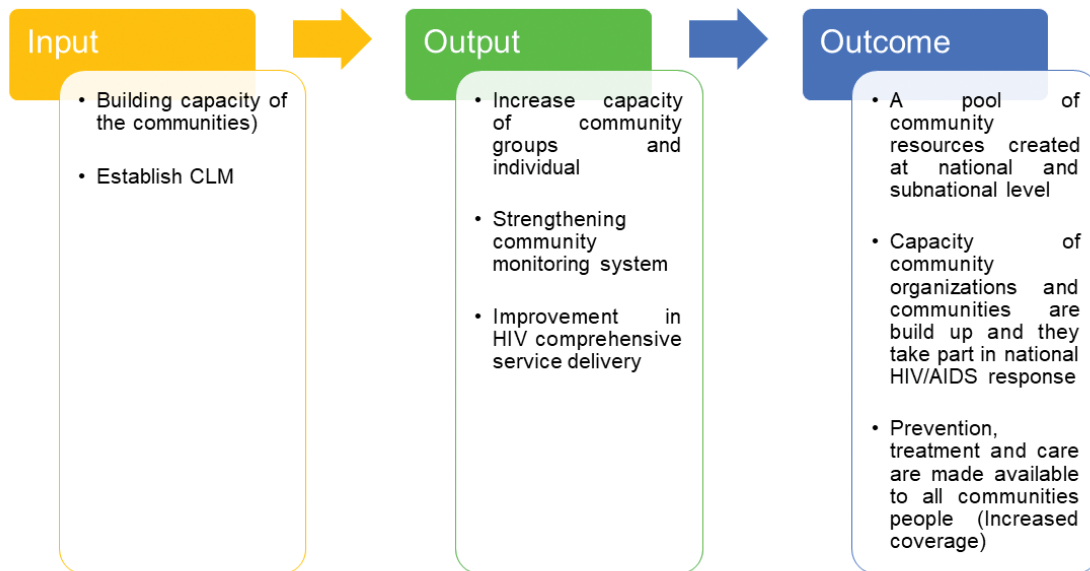 Input
• Building capacity of
the communities)
• Establish CLM
Output
• Increase capacity
of community
groups and
individual
• Strengthening
community
monitoring system
• Improvement in
HIV comprehensive
service delivery
Outcome
• A pool of
community
resources created
at national and
subnational level
• Capacity of
community
organizations and
communities are
build up and they
take part in national
HIV/AIDS response
• Prevention,
treatment and care
are made available
to all communities
people (Increased
coverage)